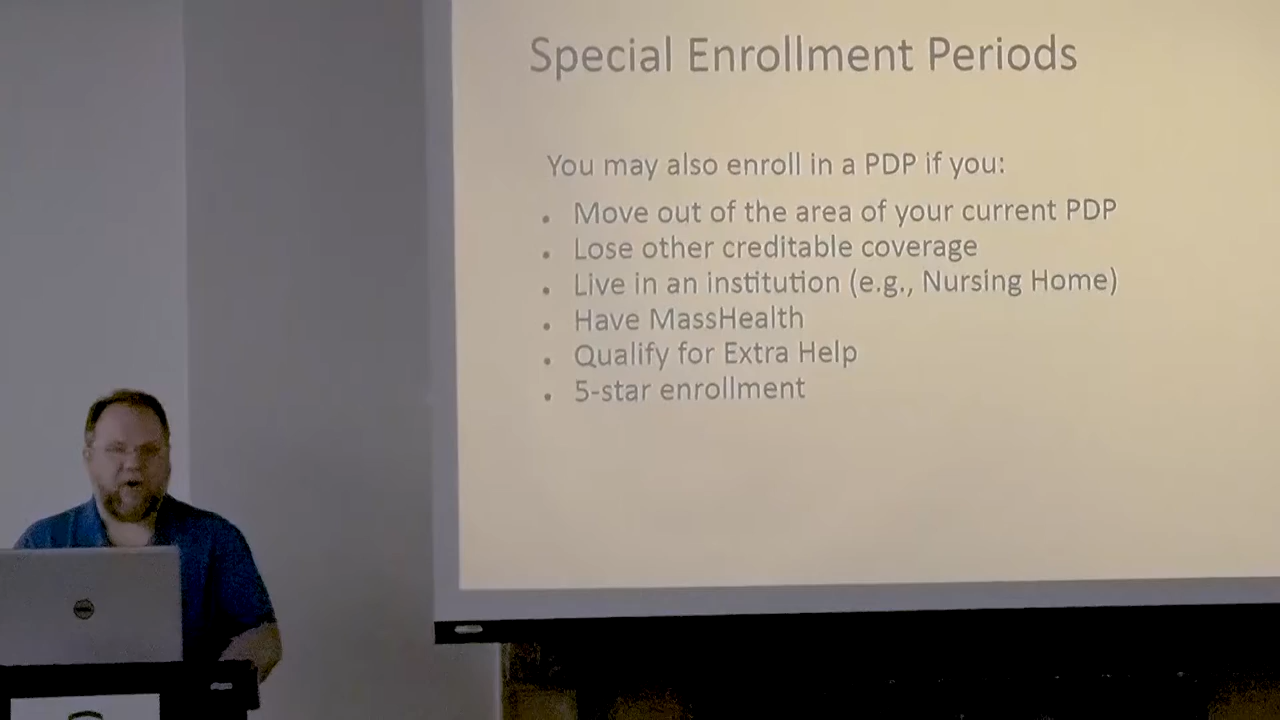 Special Enrollment Periods
You may also enroll in a PDP if you:
• Move out of the area of your current PDP
• Lose other creditable coverage
• Live in an institution (e.g., Nursing Home)
• Have MassHealth
• Qualify for Extra Help
• 5-star enrollment
DELL